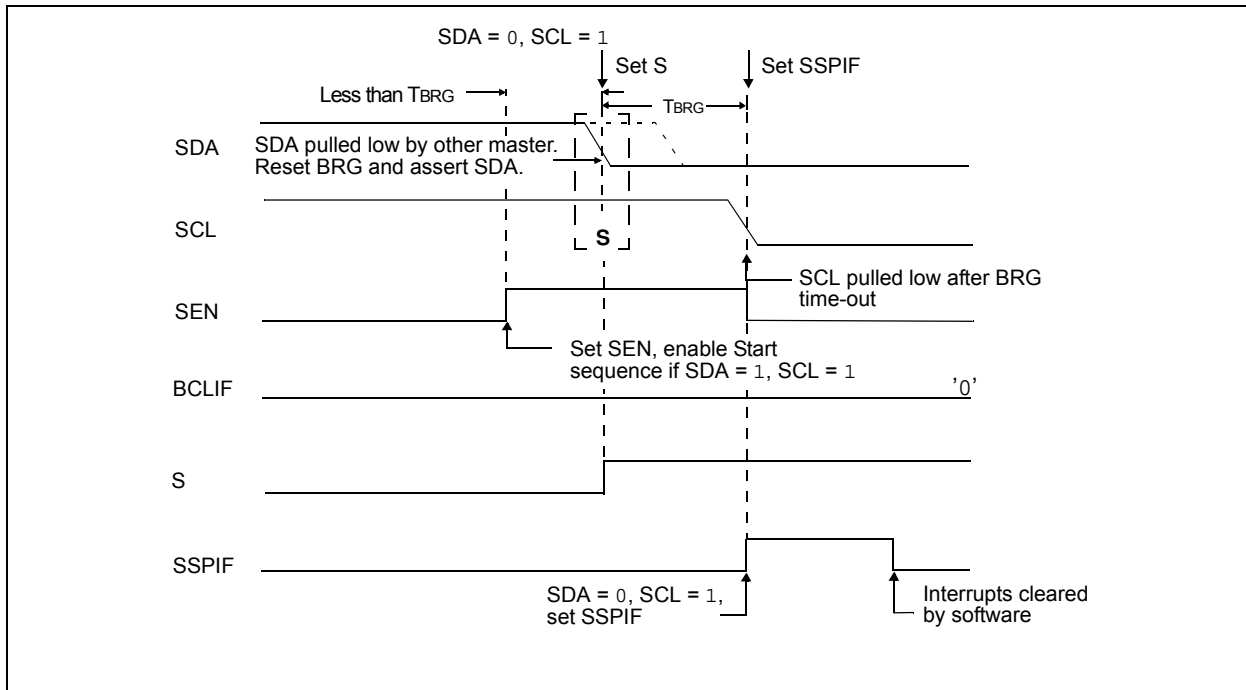 SDA = 0, SCL = 1
Set S
Set SSPIF
Less than TBRG
TBRG
SDA
SDA pulled low by other master.
Reset BRG and assert SDA.
SCL
S
SCL pulled low after BRG
time-out
SEN
Set SEN, enable Start
sequence if SDA = 1, SCL = 1
BCLIF
'0'
S
SSPIF
SDA = 0, SCL = 1,
set SSPIF
Interrupts cleared
by software